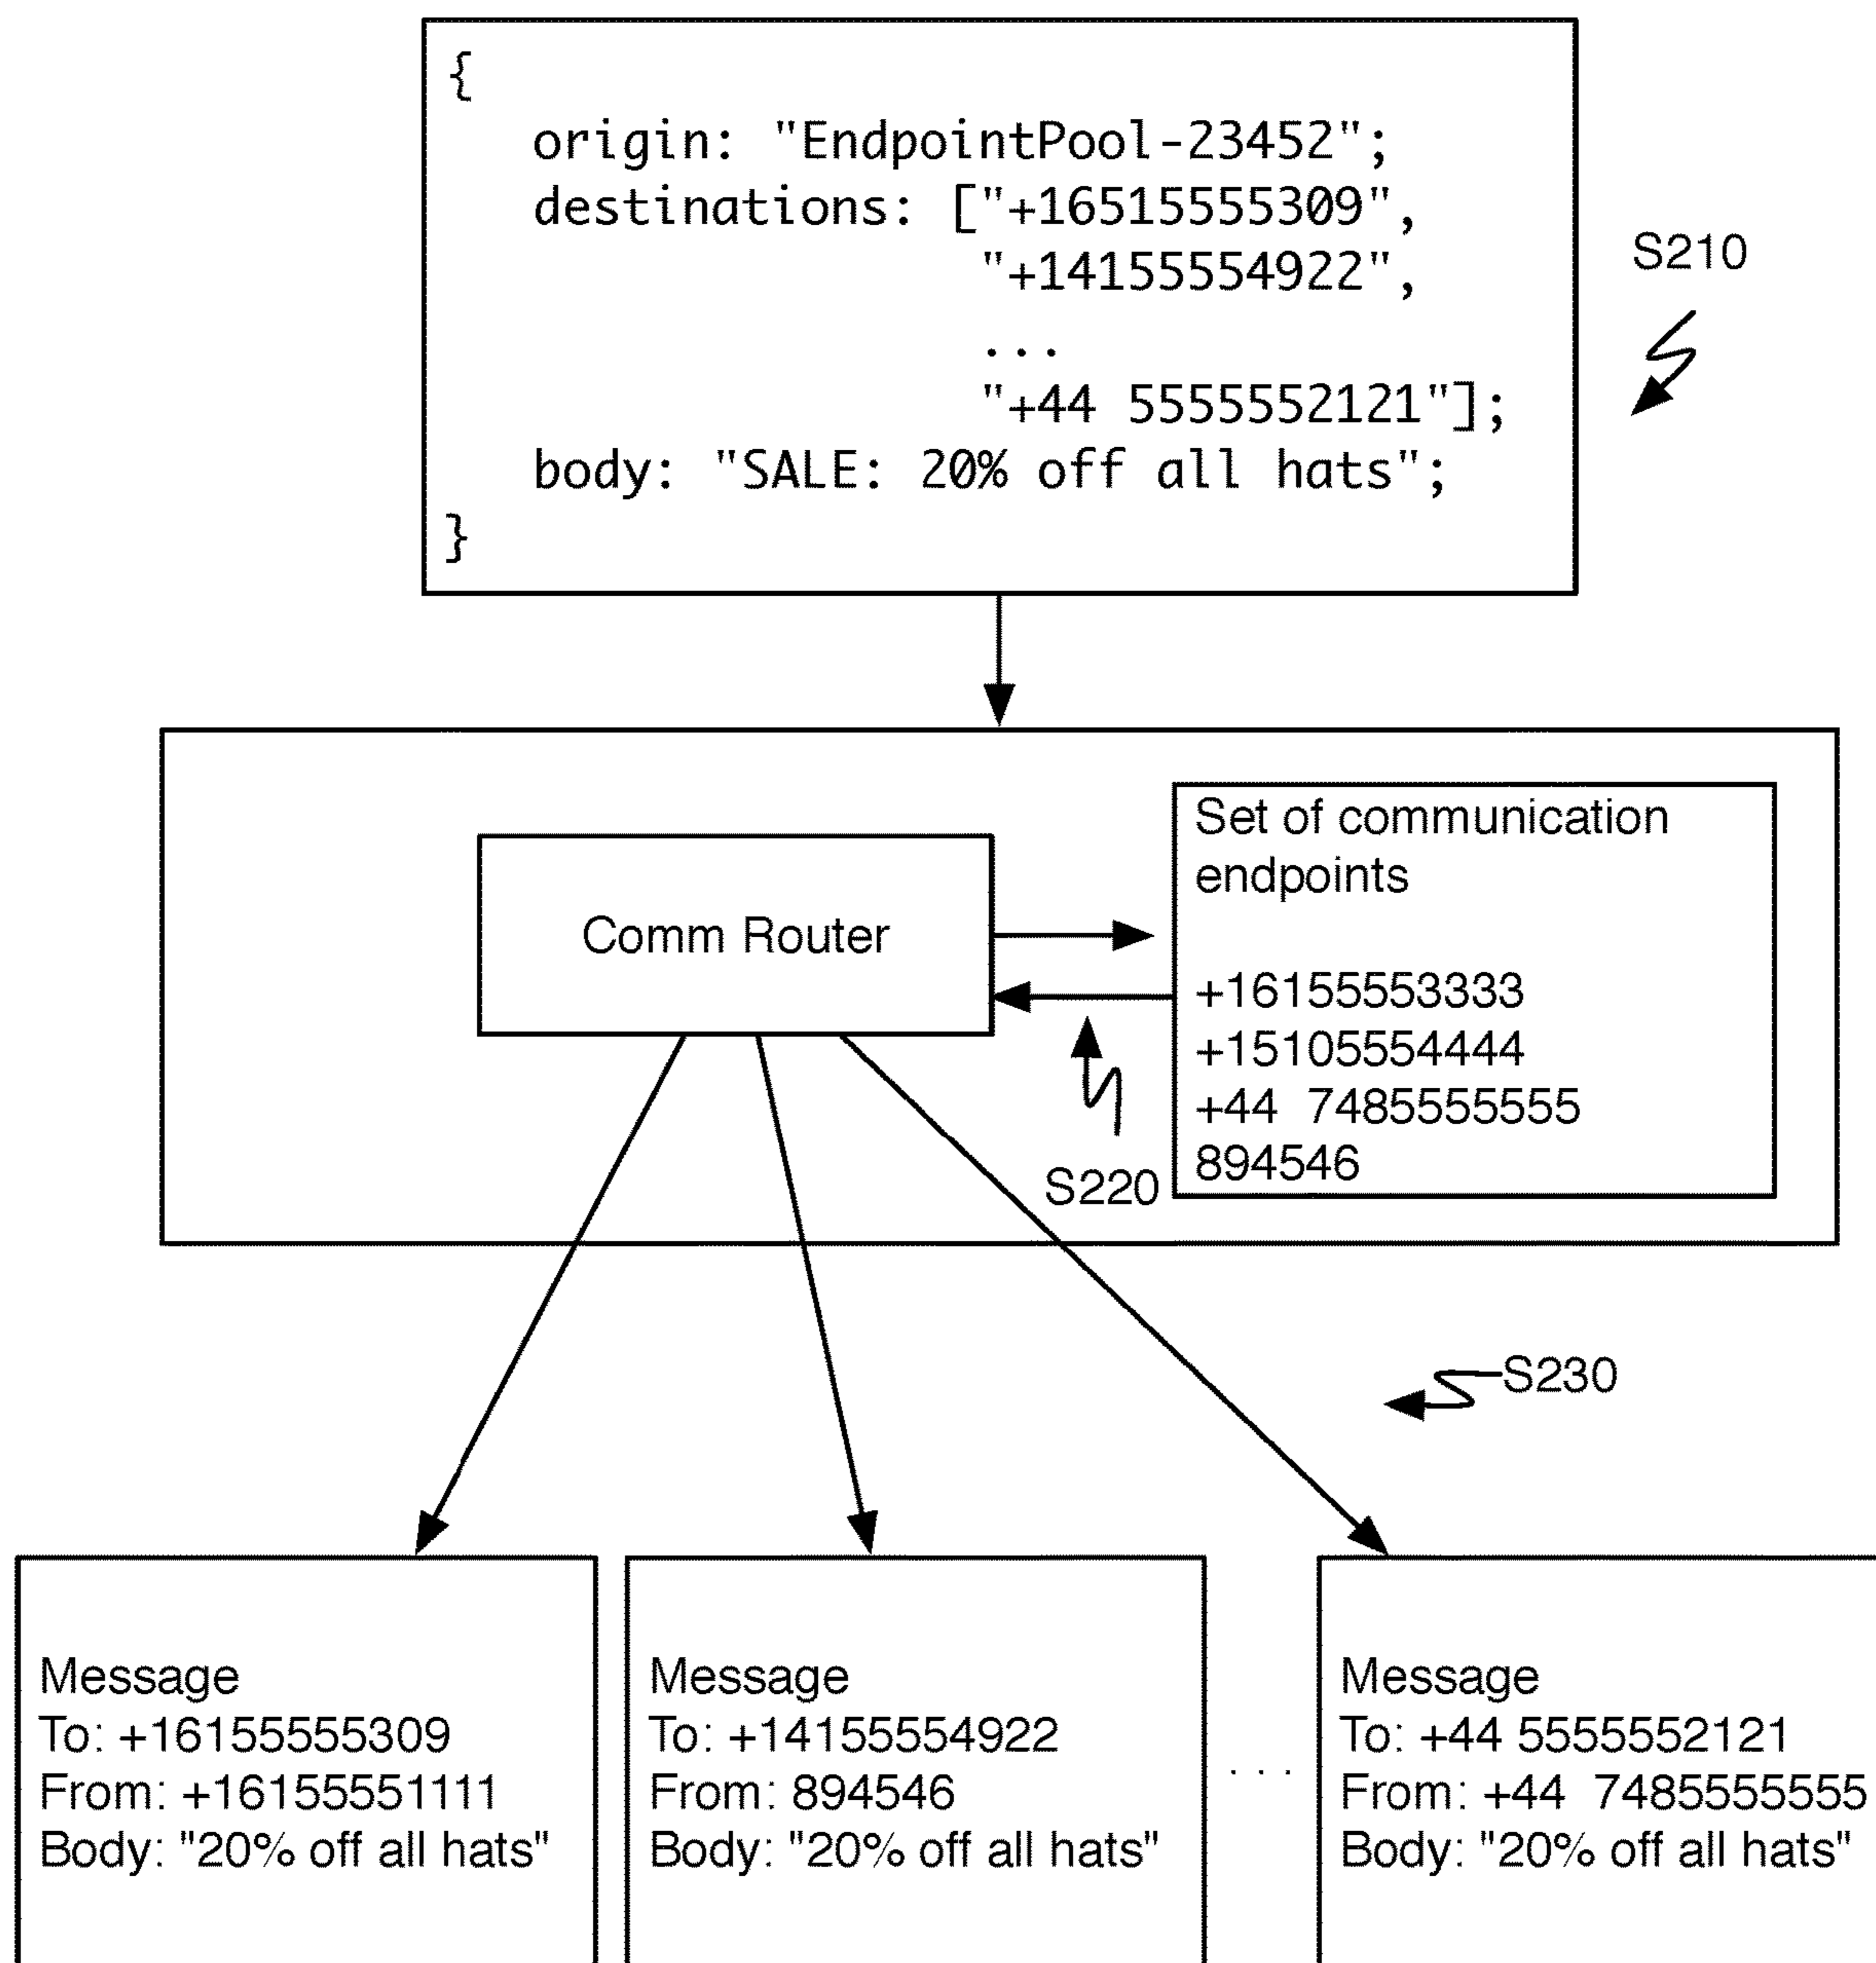 {
origin: "EndpointPool-23452";
destinations: ["+16515555309",
"+14155554922",
...
"+44 5555552121"];
body: "SALE: 20% off all hats";
}
S210
Comm Router
Set of communication
endpoints
+16155553333
+15105554444
+44 7485555555
894546
S220
S230
Message
To: +16155555309
From: +16155551111
Body: "20% off all hats"
Message
To: +14155554922
From: 894546
Body: "20% off all hats"
. . .
Message
To: +44 5555552121
From: +44 7485555555
Body: "20% off all hats"